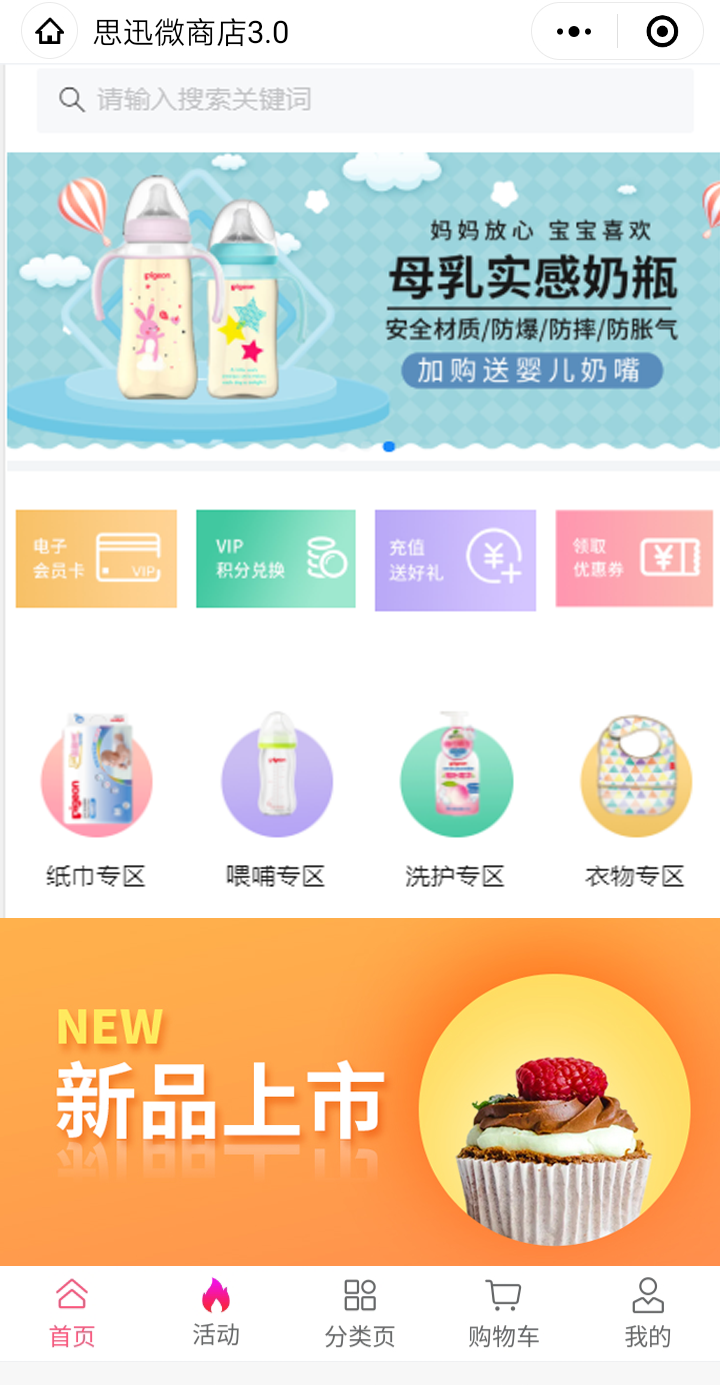 思迅微商店3.0
请输入搜索关键词
妈妈放心 宝宝喜欢
母乳实感奶瓶
安全材质/防爆/防摔/防胀气
加购送婴儿奶嘴
pigeon
pigeon
电子
会员卡
VIP
VIP
积分兑换
充值
送好礼
领取
优惠券
pigeon
pigeon
纸巾专区
喂哺专区
洗护专区
衣物专区
NEW
新品上市
首页
活动
分类页
购物车
我的